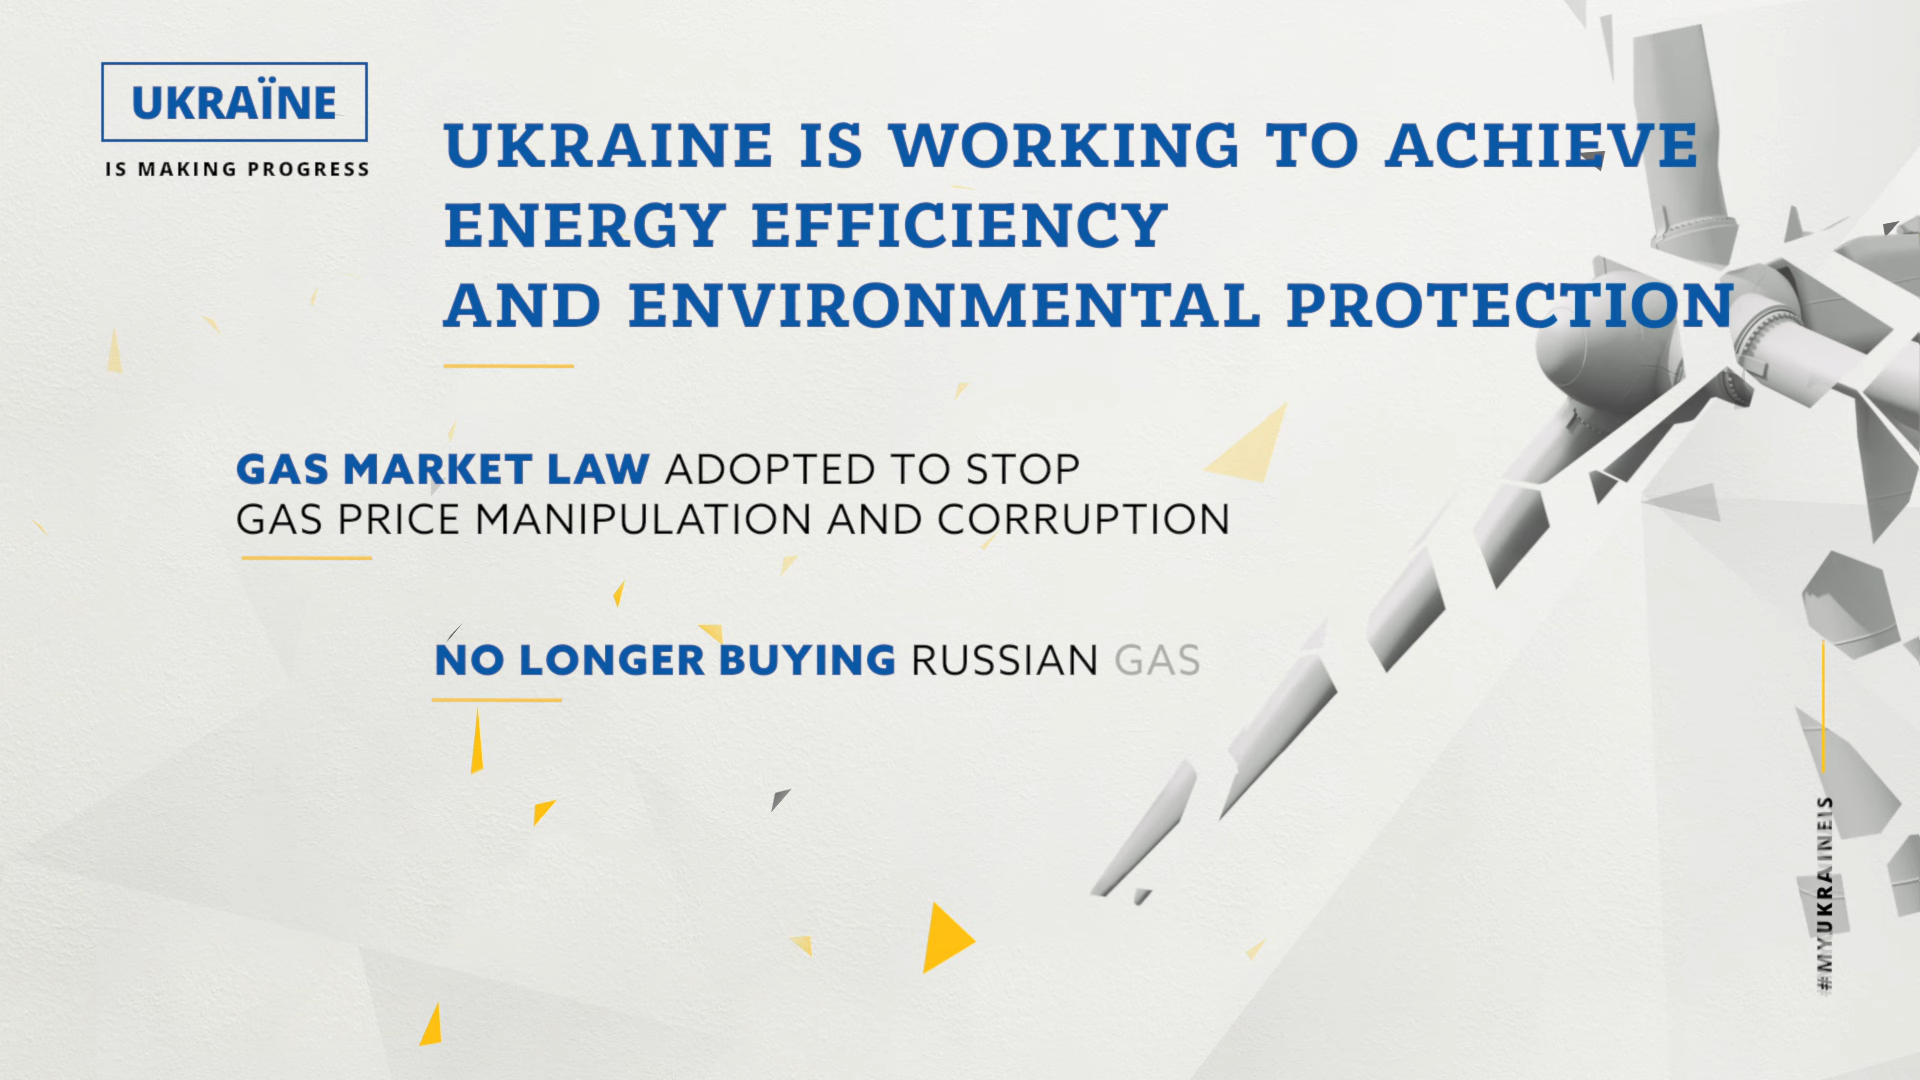 UKRAÏNE
IS MAKING PROGRESS
UKRAINE IS WORKING TO ACHIEVE
ENERGY EFFICIENCY
AND ENVIRONMENTAL PROTECTION
GAS MARKET LAW ADOPTED TO STOP
GAS PRICE MANIPULATION AND CORRUPTION
NO LONGER BUYING RUSSIAN GAS
#MYUKRAINEIS